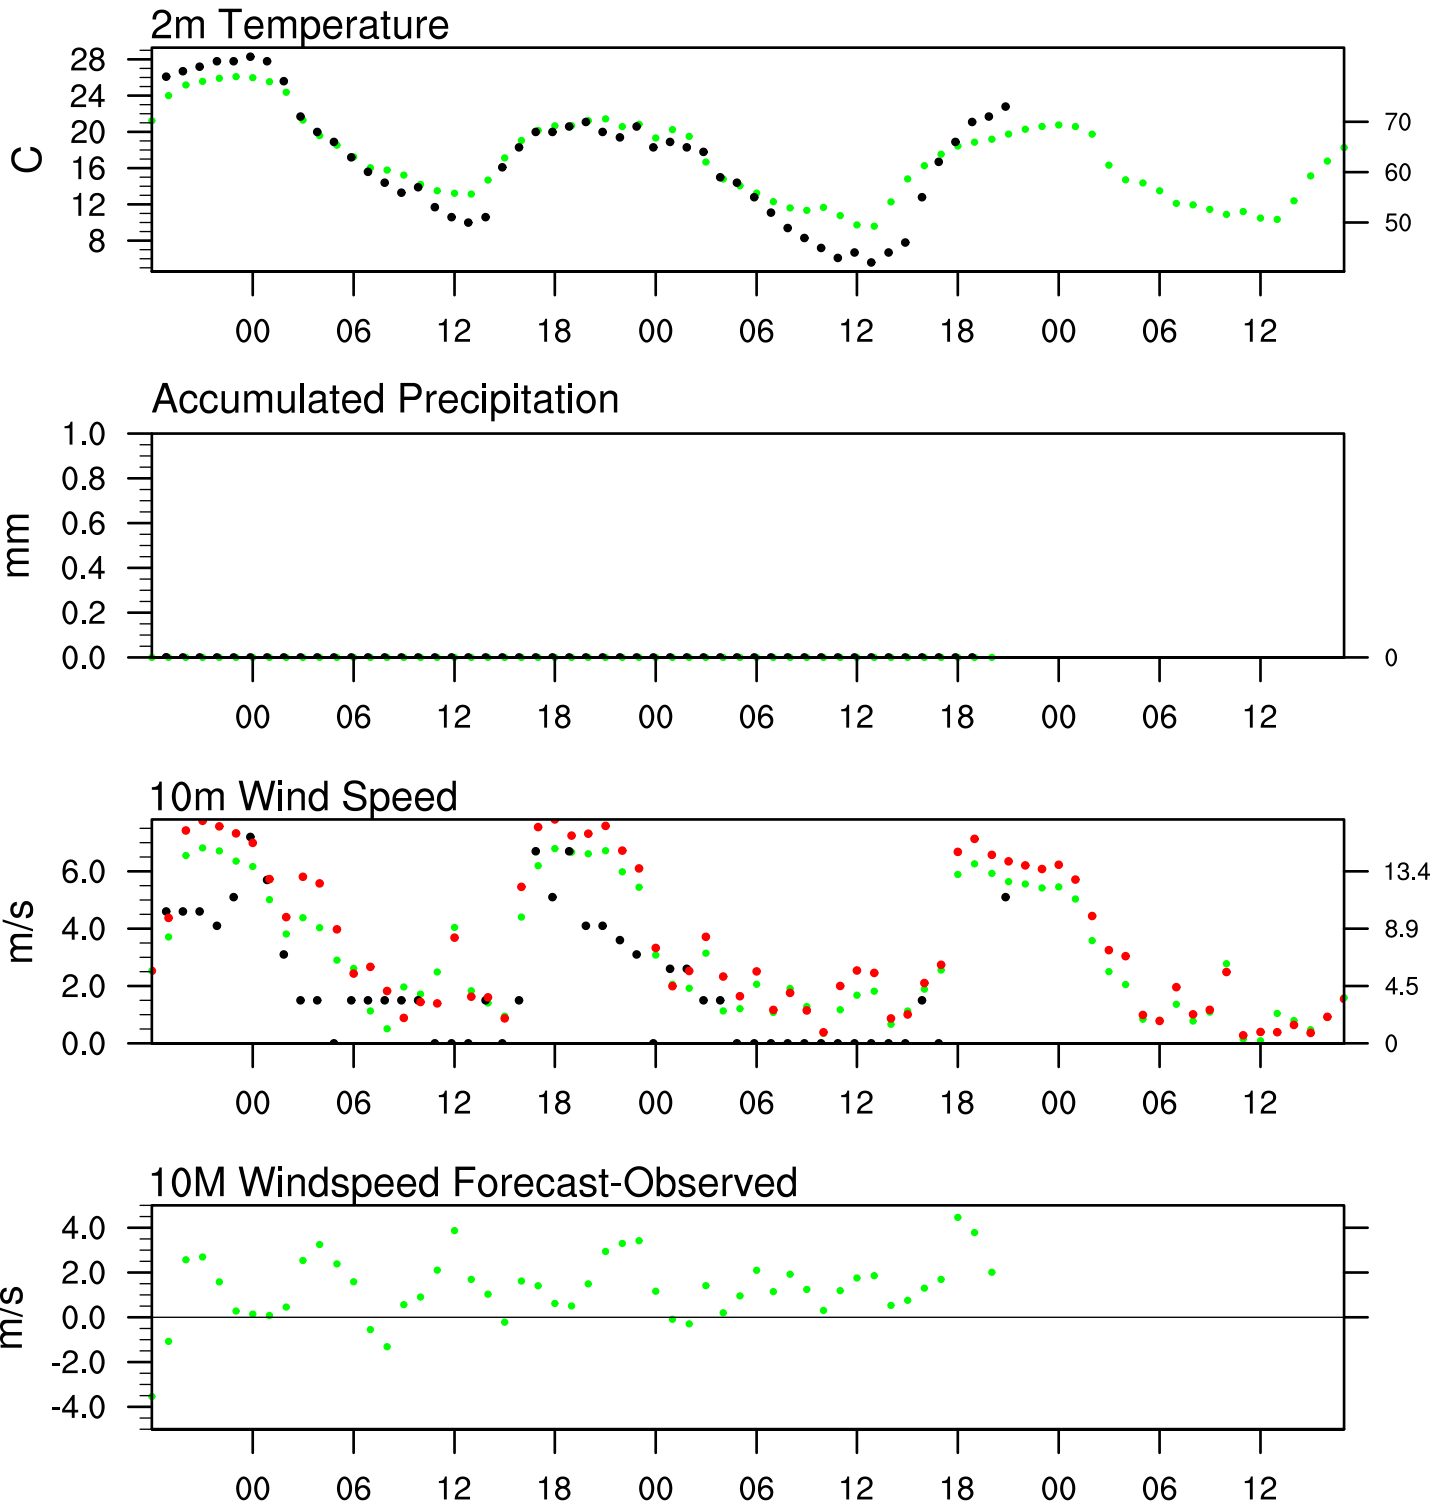 2m Temperature
28
24
20
16
12
8
C
70
60
50
00 06 12 18 00 06 12 18 00 06 12
Accumulated Precipitation
1.0
0.8
0.6
0.4
0.2
0.0
mm
0
00 06 12 18 00 06 12 18 00 06 12
10m Wind Speed
6.0
4.0
2.0
0.0
m/s
13.4
8.9
4.5
0
00 06 12 18 00 06 12 18 00 06 12
10M Windspeed Forecast-Observed
4.0
2.0
0.0
-2.0
-4.0
m/s
00 06 12 18 00 06 12 18 00 06 12